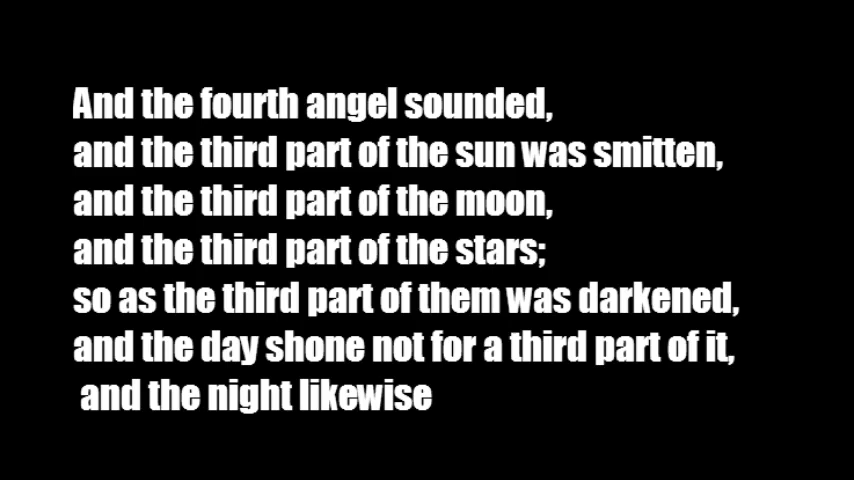 And the fourth angel sounded,
and the third part of the sun was smitten,
and the third part of the moon,
and the third part of the stars;
so as the third part of them was darkened,
and the day shone not for a third part of it,
and the night likewise